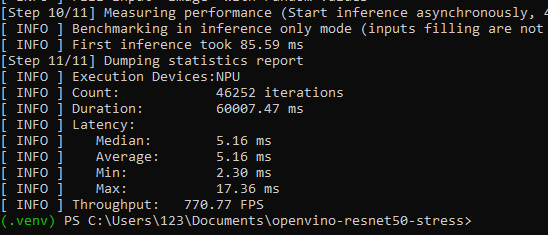 [Step 10/11] Measuring performance (Start inference asynchronously, 4
[ INFO ] Benchmarking in inference only mode (inputs filling are not
[ INFO ] First inference took 85.59 ms
[Step 11/11] Dumping statistics report
[ INFO ] Execution Devices:NPU
[ INFO ] Count: 46252 iterations
[ INFO ] Duration: 60007.47 ms
[ INFO ] Latency:
[ INFO ] Median: 5.16 ms
[ INFO ] Average: 5.16 ms
[ INFO ] Min: 2.30 ms
[ INFO ] Max: 17.36 ms
[ INFO ] Throughput: 770.77 FPS
(.venv) PS C:\Users\123\Documents\openvino-resnet50-stress>